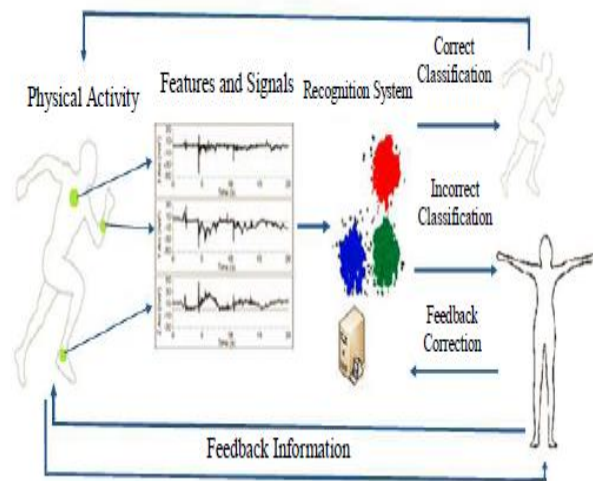 Correct
Classification
Features and Signals
Recognition System
Physical Activity
Incorrect
Classification
Feedback
Correction
Feedback Information